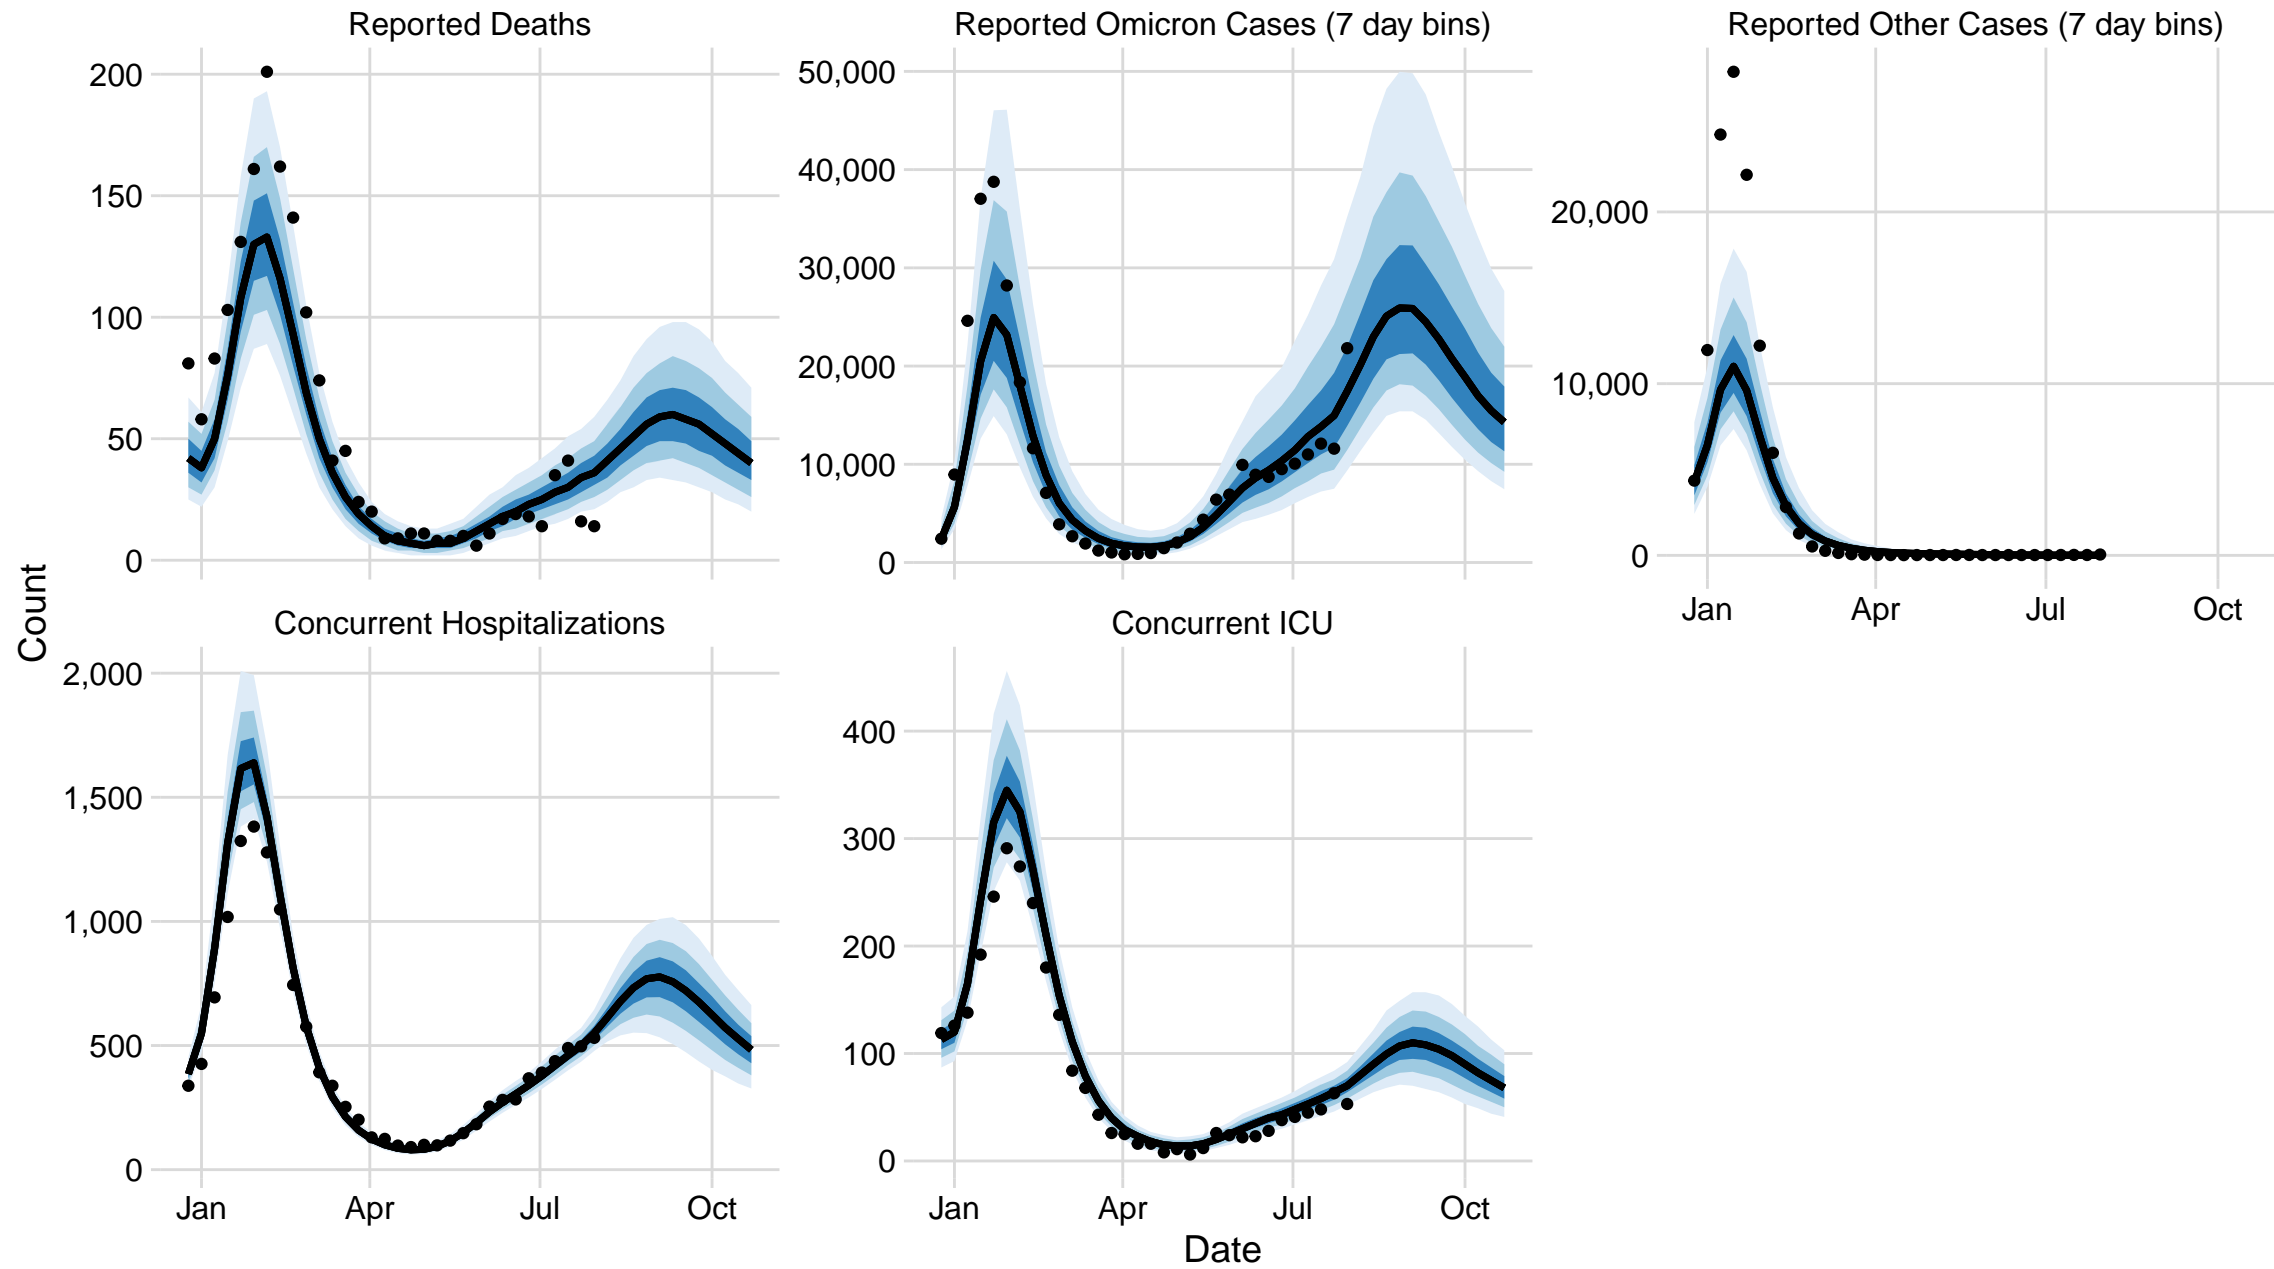 Reported Deaths
Reported Omicron Cases (7 day bins)
Reported Other Cases (7 day bins)
200
150
100
50
0
50,000
40,000
30,000
20,000
10,000
0
20,000
10,000
0
Jan Apr Jul Oct
Count
Concurrent Hospitalizations
Concurrent ICU
2,000
1,500
1,000
500
0
400
300
200
100
0
Jan Apr Jul Oct
Jan Apr Jul Oct
Date